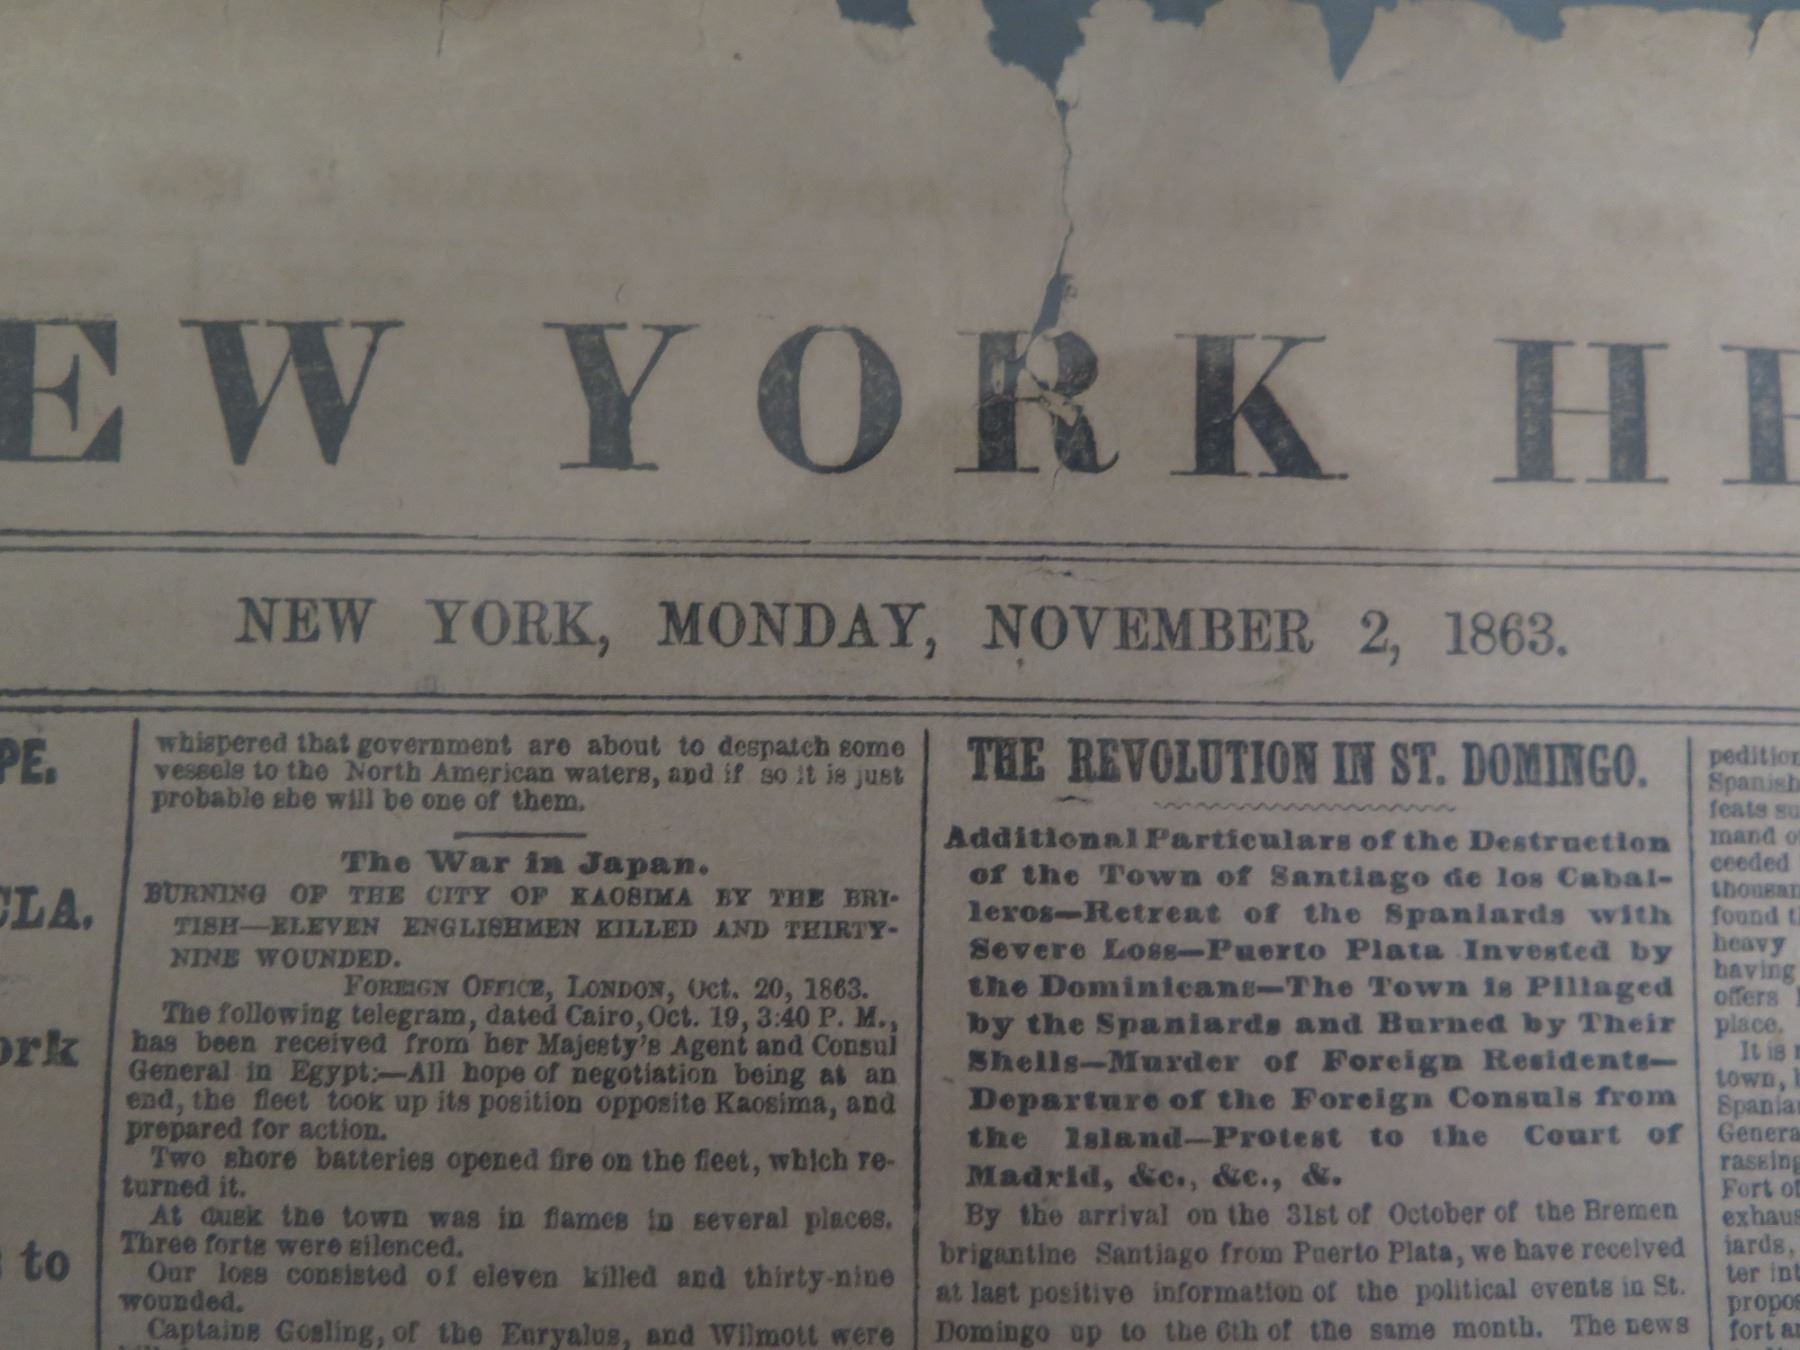 EW YORK HE
NEW YORK, MONDAY, NOVEMBER 2, 1863.
PE.
CLA.
ork
to
whispered that government are about to despatch some
vessels to the North American waters, and if so it is just
probable she will be one of them.
The War in Japan.
BURNING OF THE CITY OF KAOSIMA BY THE BRI-
TISH—ELEVEN ENGLISHMEN KILLED AND THIRTY-
NINE WOUNDED.
FOREIGN OFFICE, LONDON, Oct. 20, 1863.
The following telegram, dated Cairo, Oct. 19, 3:40 P. M.,
has been received from her Majesty's Agent and Consul
General in Egypt:—All hope of negotiation being at an
end, the fleet took up its position opposite Kaosima, and
prepared for action.
Two shore batteries opened fire on the fleet, which re-
turned it.
At dusk the town was in flames in several places.
Three forts were silenced.
Our loss consisted of eleven killed and thirty-nine
wounded.
Captains Gosling, of the Euryalus, and Wilmott were
THE REVOLUTION IN ST. DOMINGO.
Additional Particulars of the Destruction
of the Town of Santiago de los Cabal-
leros—Retreat of the Spaniards with
Severe Loss—Puerto Plata Invested by
the Dominicans—The Town is Pillaged
by the Spaniards and Burned by Their
Shells—Murder of Foreign Residents—
Departure of the Foreign Consuls from
the Island—Protest to the Court of
Madrid, &c., &c., &.
By the arrival on the 31st of October of the Bremen
brigantine Santiago from Puerto Plata, we have received
at last positive information of the political events in St.
Domingo up to the 6th of the same month. The news
pedition
Spanish
feats su
mand o
ceeded
thousan
found t
heavy
having
offers
place.
It is
town, b
Spania
Genera
rassing
Fort of
exhaus
iards,
ter int
propos
fort a